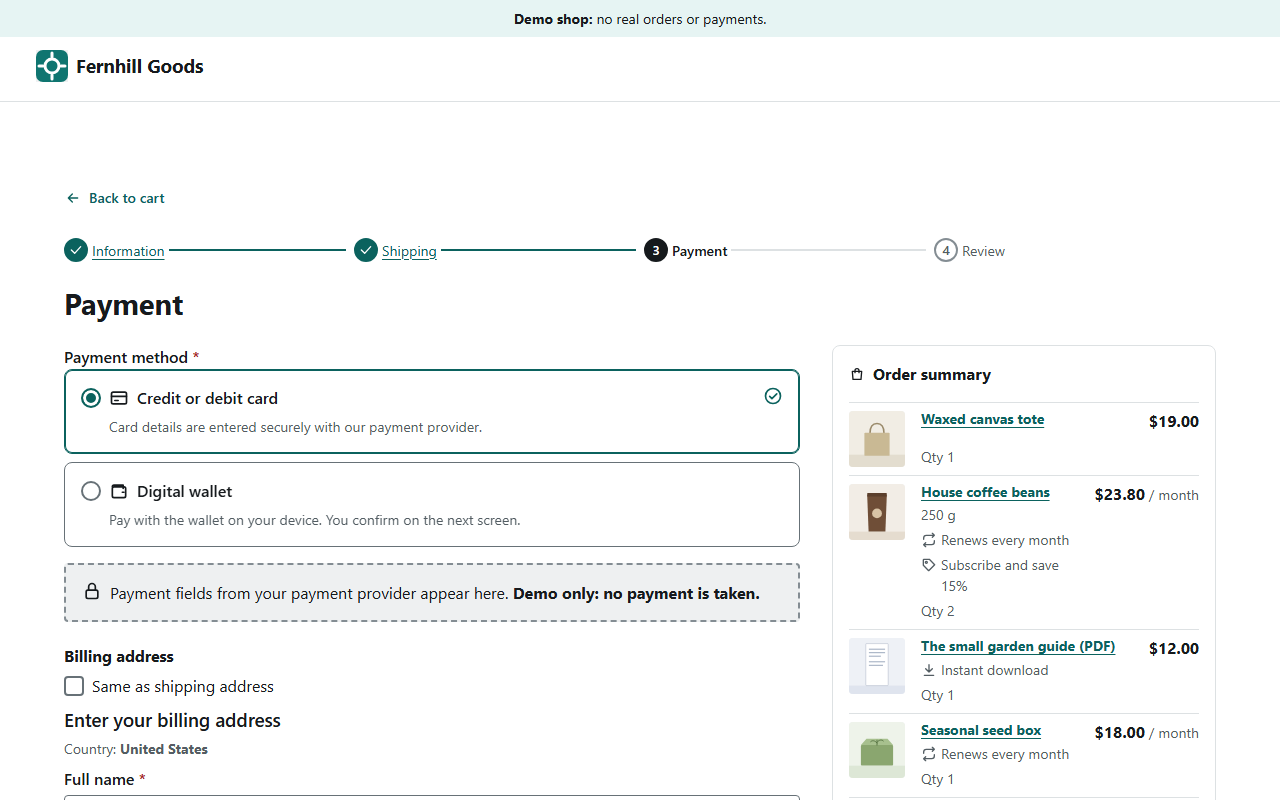 Demo shop: no real orders or payments.
Fernhill Goods
Back to cart
Information
Shipping
3 Payment
4 Review
Payment
Payment method *
Credit or debit card
Card details are entered securely with our payment provider.
Digital wallet
Pay with the wallet on your device. You confirm on the next screen.
Payment fields from your payment provider appear here. Demo only: no payment is taken.
Billing address
Same as shipping address
Enter your billing address
Country: United States
Full name *
Order summary
Waxed canvas tote $19.00
Qty 1
House coffee beans $23.80 / month
250 g
Renews every month
Subscribe and save
15%
Qty 2
The small garden guide (PDF) $12.00
Instant download
Qty 1
Seasonal seed box $18.00 / month
Renews every month
Qty 1